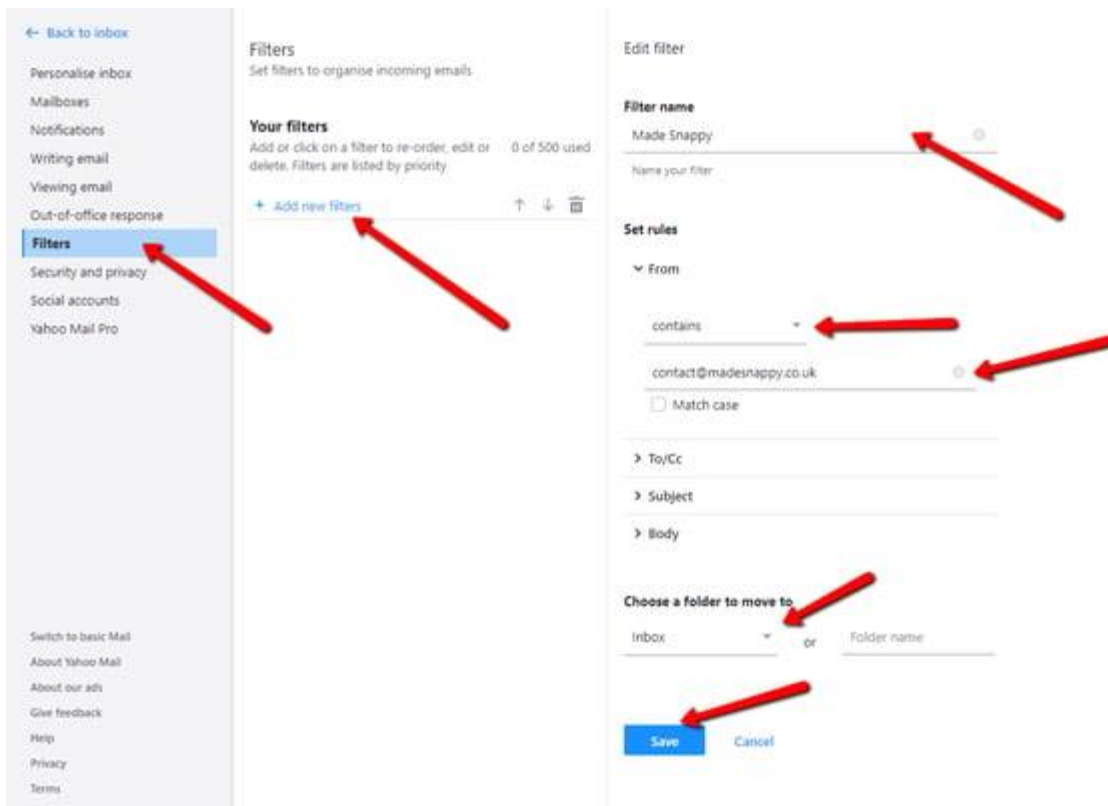 ← Back to inbox
Personalise inbox
Mailboxes
Notifications
Writing email
Viewing email
Out-of-office response
Filters
Security and privacy
Social accounts
Yahoo Mail Pro
Switch to basic Mail
About Yahoo Mail
About our ads
Give feedback
Help
Privacy
Terms
Filters
Set filters to organise incoming emails
Your filters
Add or click on a filter to re-order, edit or
delete. Filters are listed by priority
0 of 500 used
+ Add new filters
Edit filter
Filter name
Made Snappy
Name your filter
Set rules
From
contains
contact@madesnappy.co.uk
Match case
To/Cc
Subject
Body
Choose a folder to move to
Inbox
or
Folder name
Save
Cancel